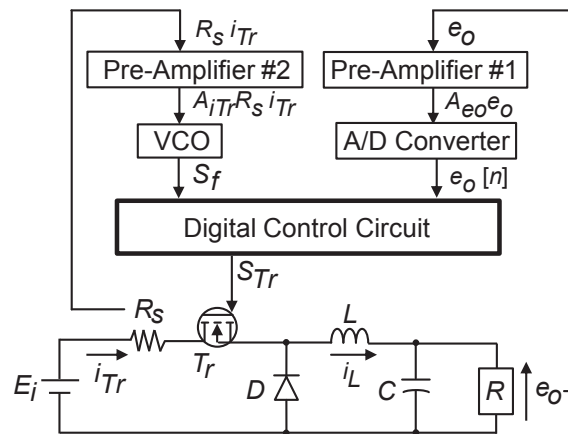 R_s i_Tr
e_o
Pre-Amplifier #2
Pre-Amplifier #1
A_iTr R_s i_Tr
A_eo e_o
VCO
A/D Converter
S_f
e_o [n]
Digital Control Circuit
S_Tr
R_s
L
E_i
i_Tr
T_r
D
i_L
C
R
e_o